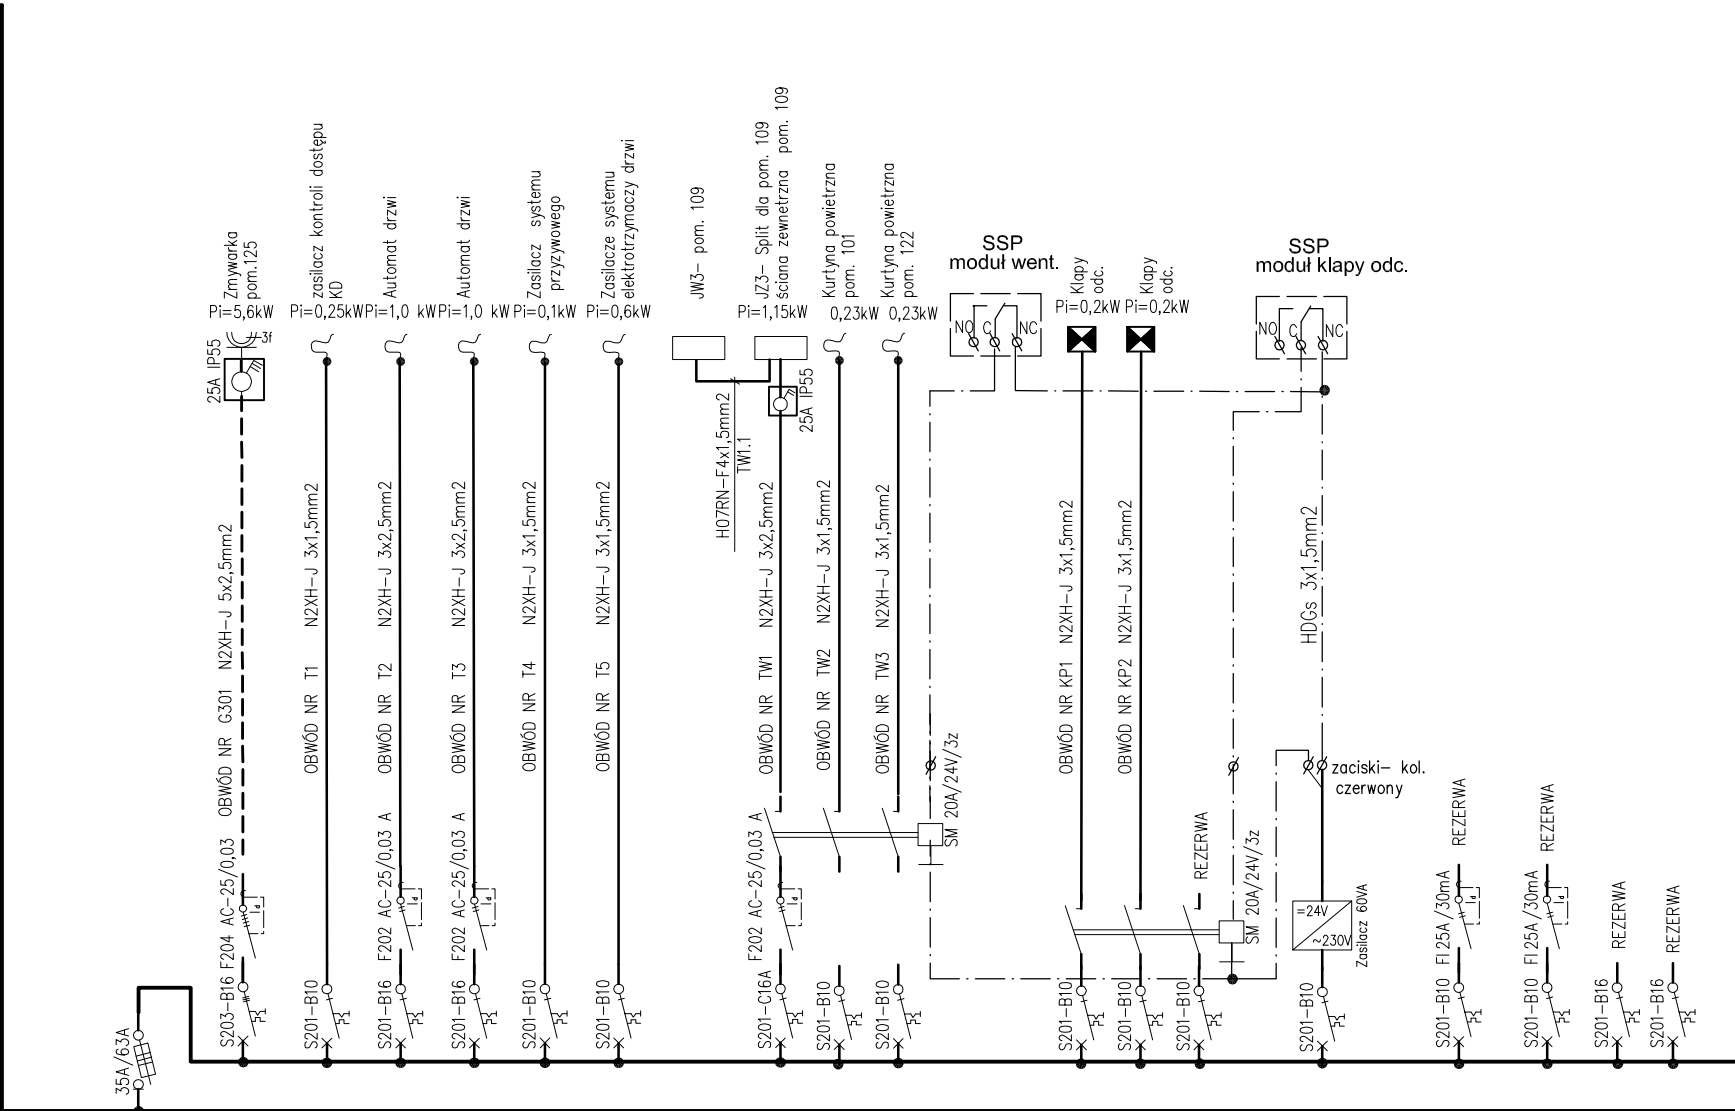 35A/63A
Zmywarka
pom.125
Pi=5,6kW
3f
25A IP55
OBWÓD NR G301 N2XH-J 5x2,5mm2
F204 AC-25/0,03
S203-B16
zasilacz kontroli dostępu
KD
Pi=0,25kW
OBWÓD NR T1 N2XH-J 3x1,5mm2
S201-B10
Automat drzwi
Pi=1,0 kW
OBWÓD NR T2 N2XH-J 3x2,5mm2
F202 AC-25/0,03 A
S201-B16
Automat drzwi
Pi=1,0 kW
OBWÓD NR T3 N2XH-J 3x2,5mm2
F202 AC-25/0,03 A
S201-B16
Zasilacz systemu
przyzywowego
Pi=0,1kW
OBWÓD NR T4 N2XH-J 3x1,5mm2
S201-B10
Zasilacze systemu
elektrotrzymaczy drzwi
Pi=0,6kW
OBWÓD NR T5 N2XH-J 3x1,5mm2
S201-B10
JW3- pom. 109
H07RN-F4x1,5mm2
TW1.1
JZ3- Split dla pom. 109
ściana zewnetrzna pom. 109
Pi=1,15kW
25A IP55
OBWÓD NR TW1 N2XH-J 3x2,5mm2
F202 AC-25/0,03 A
S201-C16A
Kurtyna powietrzna
pom. 101
0,23kW
OBWÓD NR TW2 N2XH-J 3x1,5mm2
S201-B10
Kurtyna powietrzna
pom. 122
0,23kW
OBWÓD NR TW3 N2XH-J 3x1,5mm2
S201-B10
SM 20A/24V/3z
SSP
moduł went.
NO C NC
Klapy
odc.
Pi=0,2kW
OBWÓD NR KP1 N2XH-J 3x1,5mm2
S201-B10
Klapy
odc.
Pi=0,2kW
OBWÓD NR KP2 N2XH-J 3x1,5mm2
S201-B10
REZERWA
S201-B10
SM 20A/24V/3z
SSP
moduł klapy odc.
NO C NC
HDGs 3x1,5mm2
zaciski- kol.
czerwony
=24V
~230V
Zasilacz 60VA
S201-B10
REZERWA
FI25A/30mA
S201-B10
REZERWA
FI25A/30mA
S201-B10
REZERWA
S201-B16
REZERWA
S201-B16